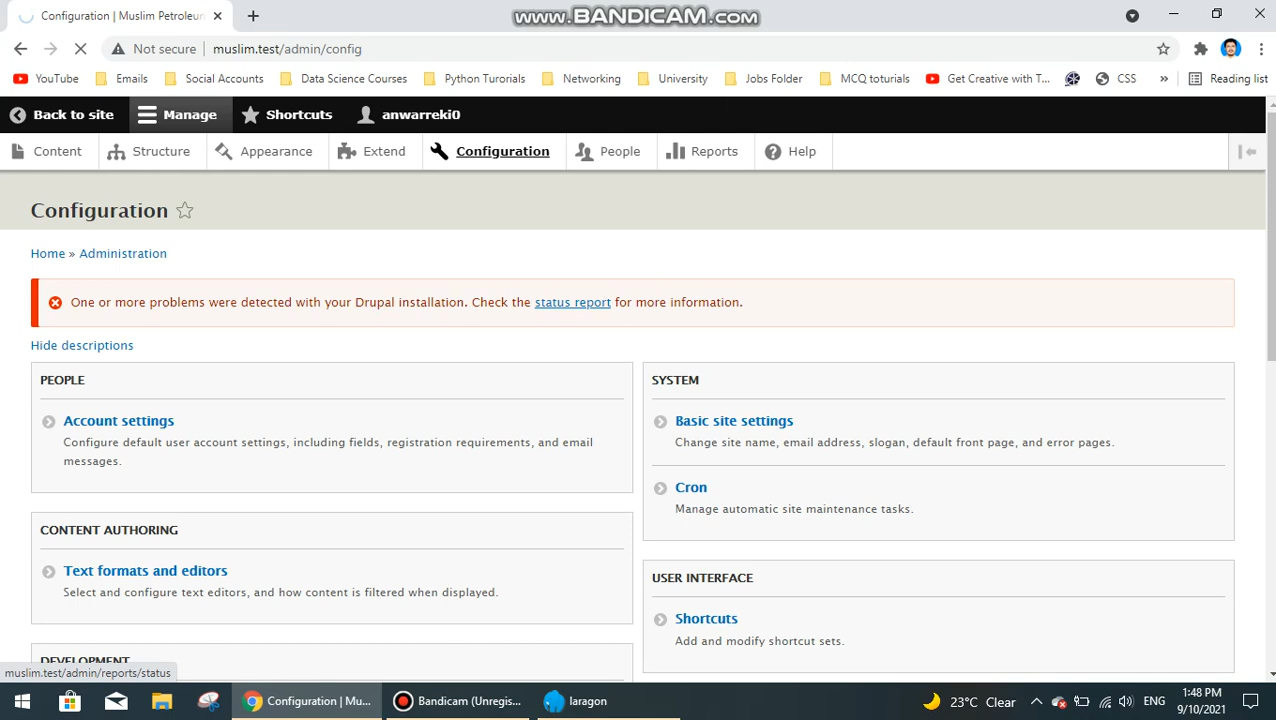 Configuration | Muslim Petroleum
www.BANDICAM.com
Not secure muslim.test/admin/config
YouTube Emails Social Accounts Data Science Courses Python Turorials Networking University Jobs Folder MCQ toturials Get Creative with T... CSS » Reading list
Back to site Manage Shortcuts anwarreki0
Content Structure Appearance Extend Configuration People Reports Help
Configuration
Home » Administration
One or more problems were detected with your Drupal installation. Check the status report for more information.
Hide descriptions
PEOPLE
Account settings
Configure default user account settings, including fields, registration requirements, and email
messages.
CONTENT AUTHORING
Text formats and editors
Select and configure text editors, and how content is filtered when displayed.
DEVELOPMENT
SYSTEM
Basic site settings
Change site name, email address, slogan, default front page, and error pages.
Cron
Manage automatic site maintenance tasks.
USER INTERFACE
Shortcuts
Add and modify shortcut sets.
muslim.test/admin/reports/status
Configuration | Mu... Bandicam (Unregis... laragon 23°C Clear ENG
1:48 PM
9/10/2021